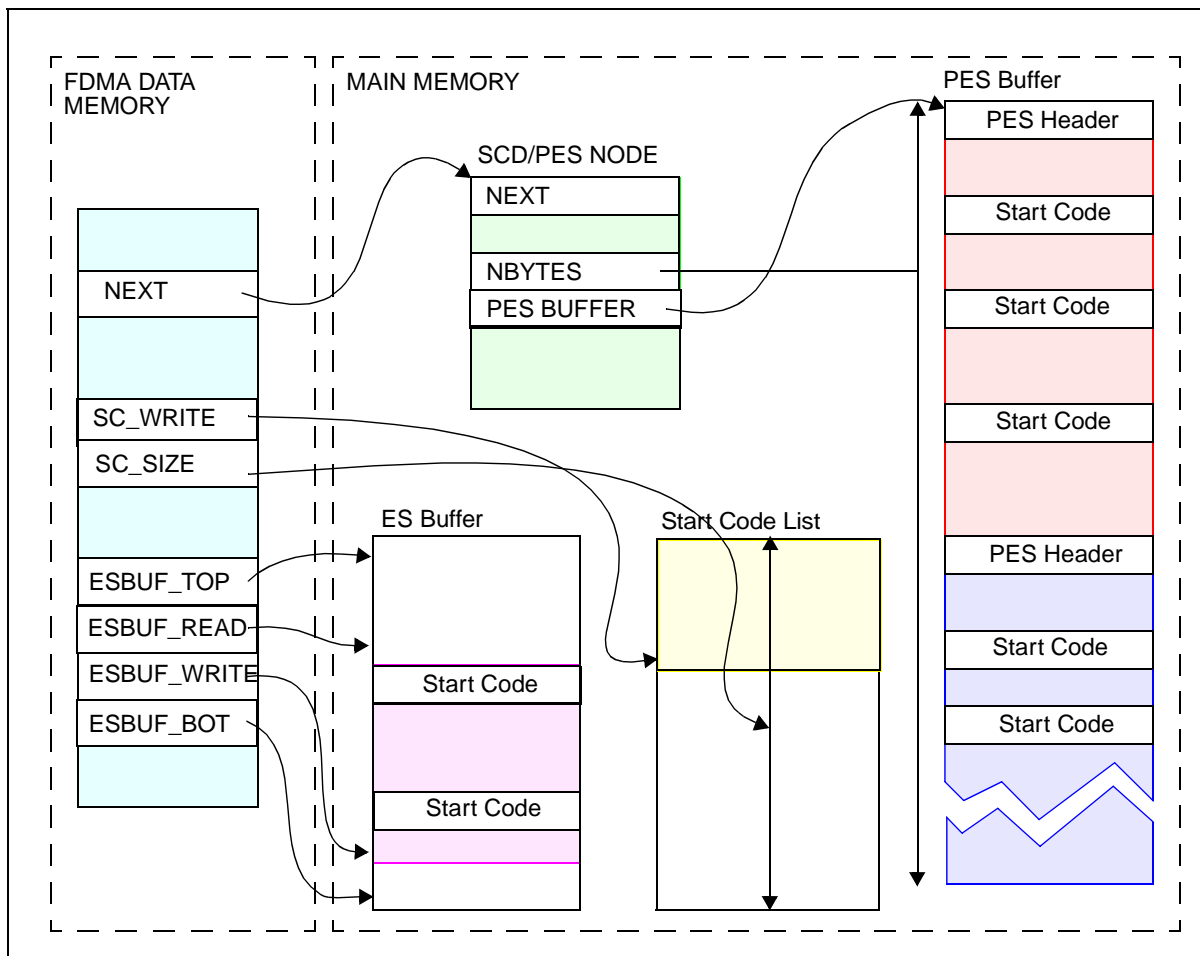 FDMA DATA
MEMORY
NEXT
SC_WRITE
SC_SIZE
ESBUF_TOP
ESBUF_READ
ESBUF_WRITE
ESBUF_BOT
MAIN MEMORY
SCD/PES NODE
NEXT
NBYTES
PES BUFFER
ES Buffer
Start Code
Start Code
Start Code List
PES Buffer
PES Header
Start Code
Start Code
Start Code
PES Header
Start Code
Start Code